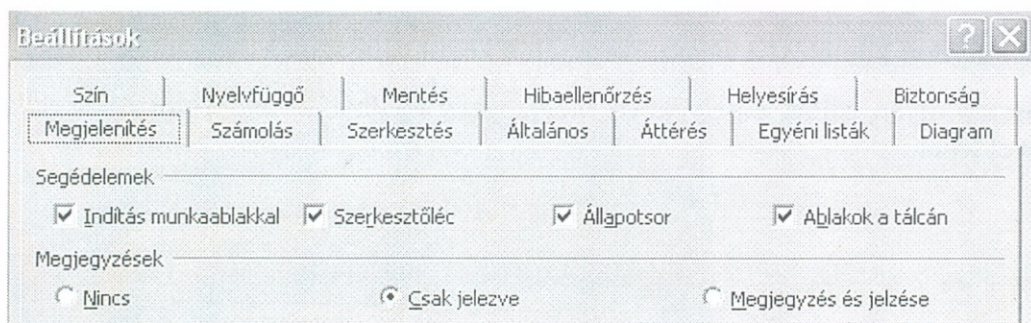 Beállítások
Szín Nyelvfüggő Mentés Hibaellenőrzés Helyesírás Biztonság
Megjelenítés Számolás Szerkesztés Általános Áttérés Egyéni listák Diagram
Segédelemek
Indítás munkaablakkal Szerkesztőléc Állapotsor Ablakok a tálcán
Megjegyzések
Nincs Csak jelezve Megjegyzés és jelzése